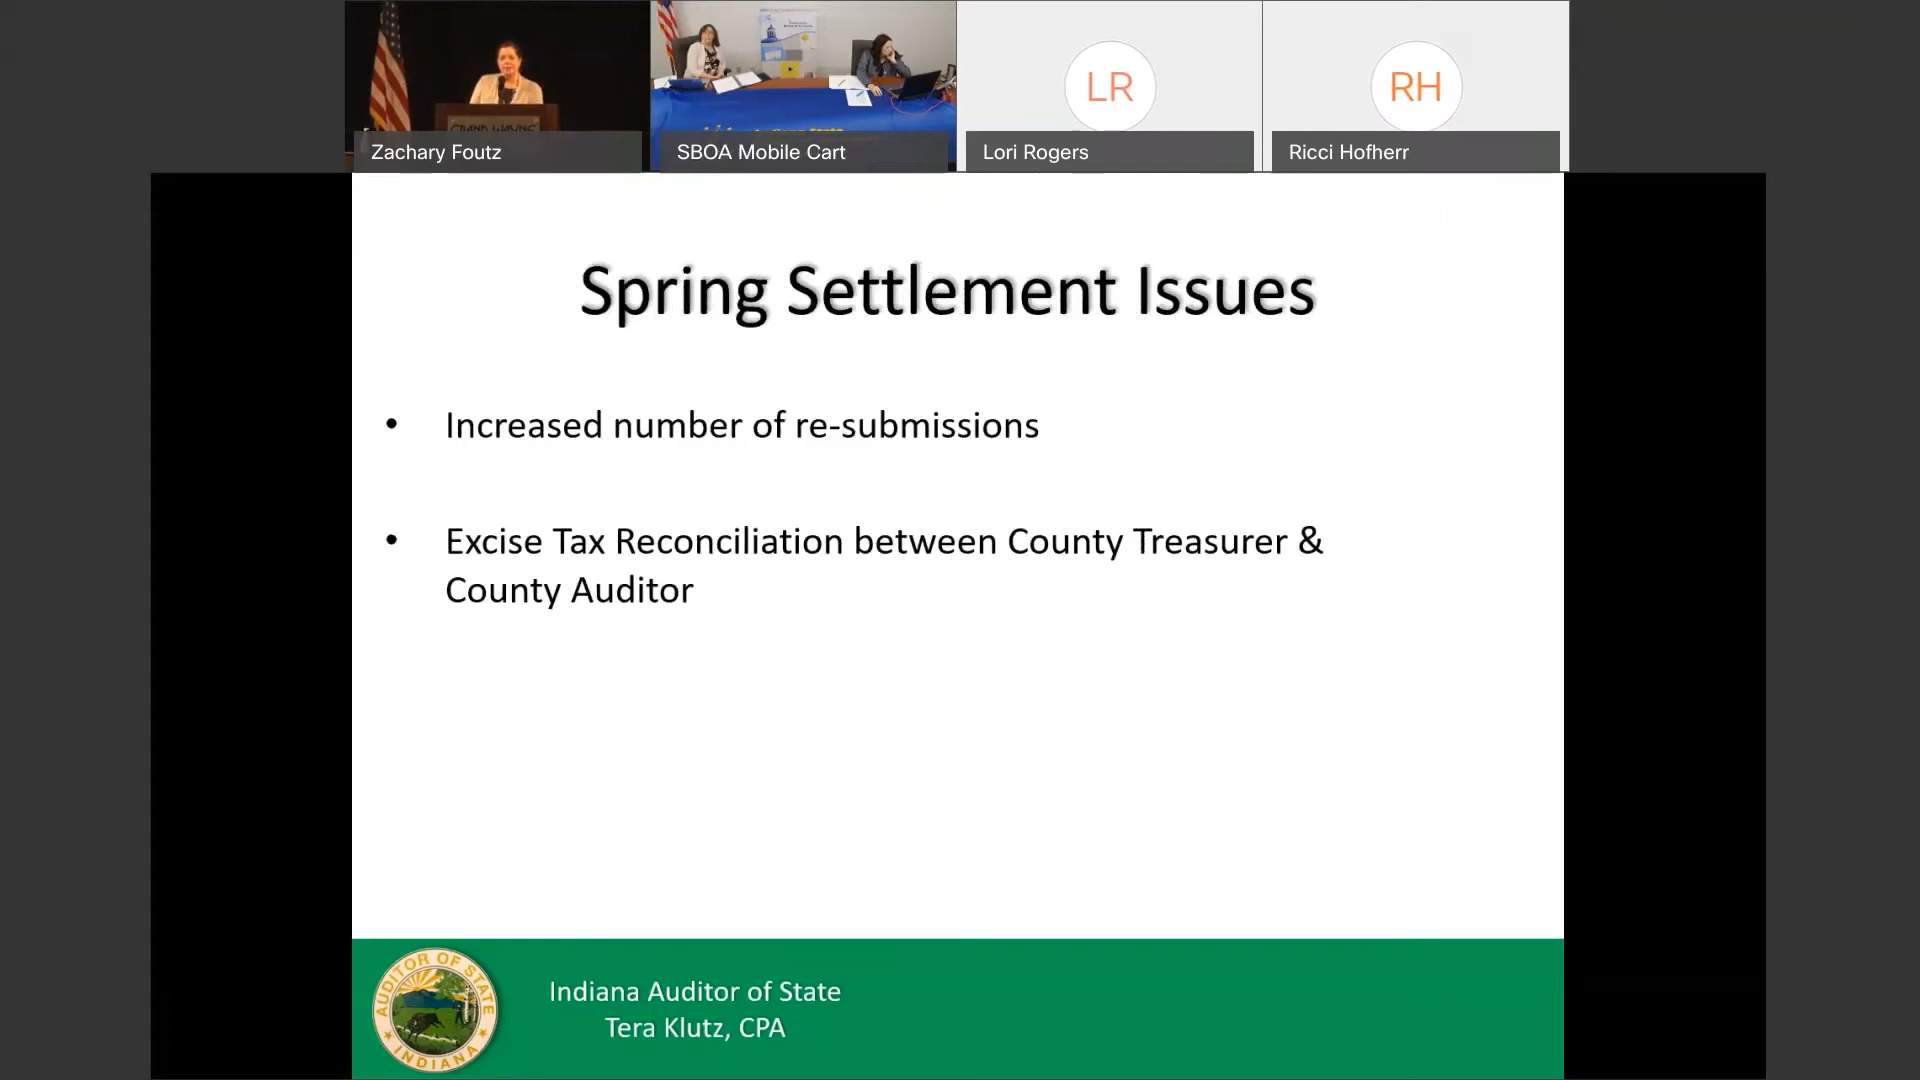 GRAND WAYNE
Zachary Foutz
SBOA Mobile Cart
LR
Lori Rogers
RH
Ricci Hofherr
Spring Settlement Issues
• Increased number of re-submissions
• Excise Tax Reconciliation between County Treasurer &
County Auditor
AUDITOR OF STATE
INDIANA
Indiana Auditor of State
Tera Klutz, CPA